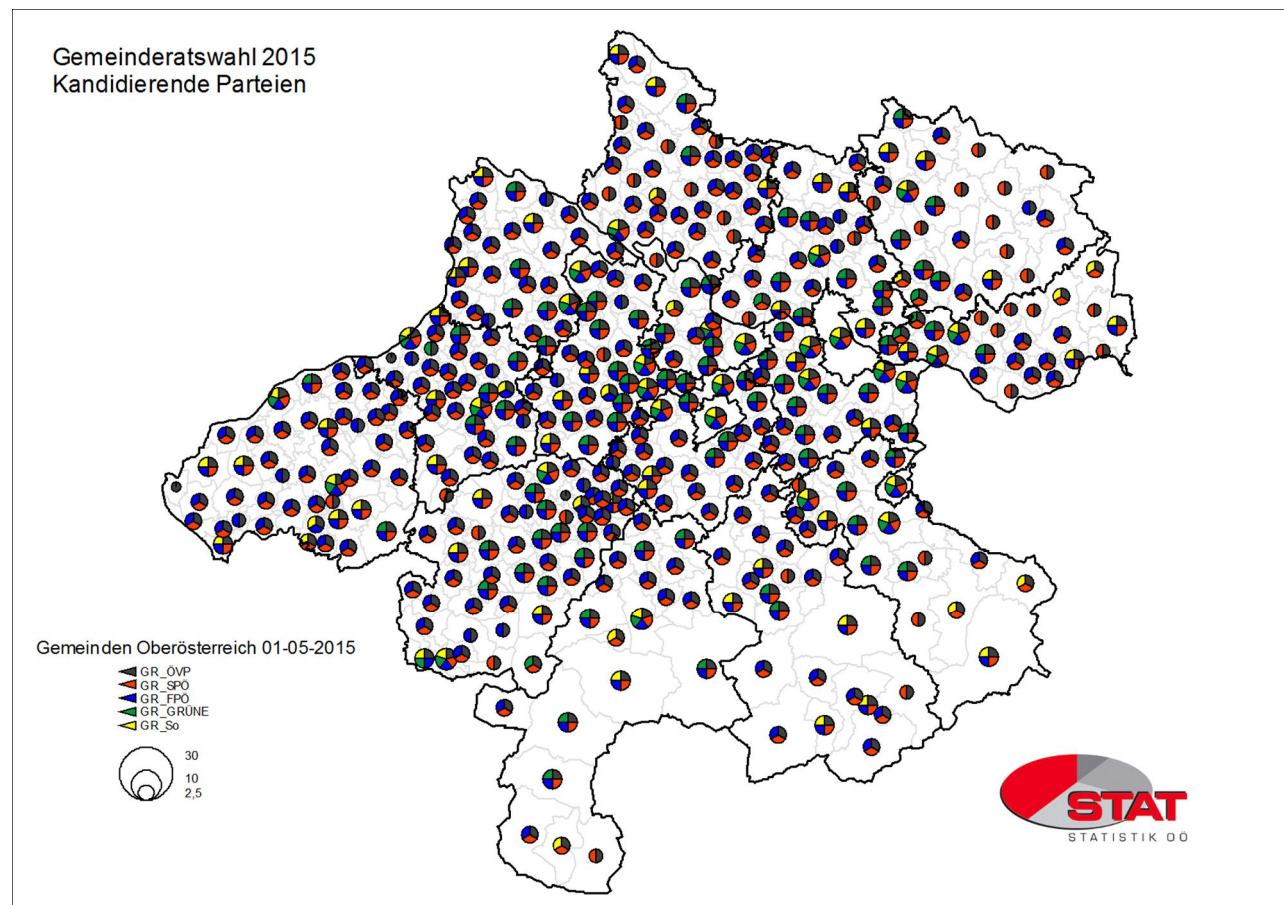 Gemeinderatswahl 2015
Kandidierende Parteien
Gemeinden Oberösterreich 01-05-2015
GR_ÖVP
GR_SPÖ
GR_FPÖ
GR_GRÜNE
GR_So
30
10
2,5
STAT
STATISTIK OÖ